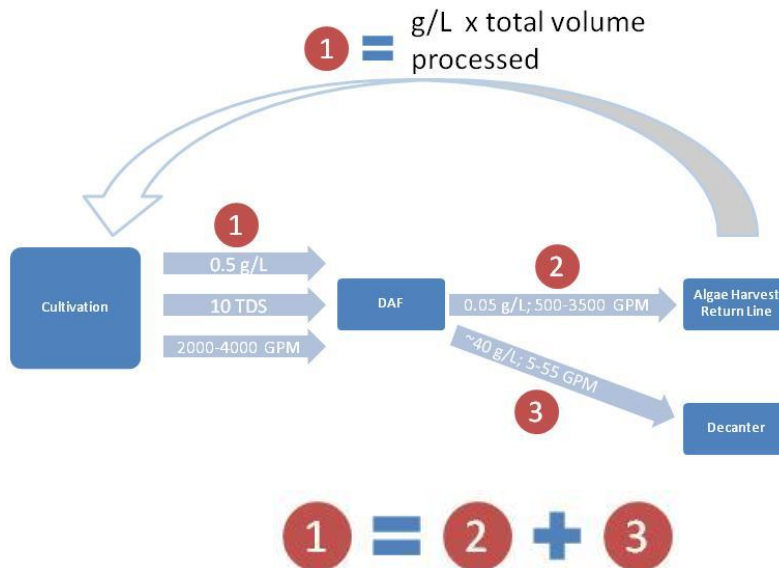 1 = g/L x total volume
processed
1
0.5 g/L
10 TDS
2000-4000 GPM
Cultivation
DAF
2
0.05 g/L; 500-3500 GPM
Algae Harvest
Return Line
~40 g/L; 5-55 GPM
3
Decanter
1 = 2 + 3